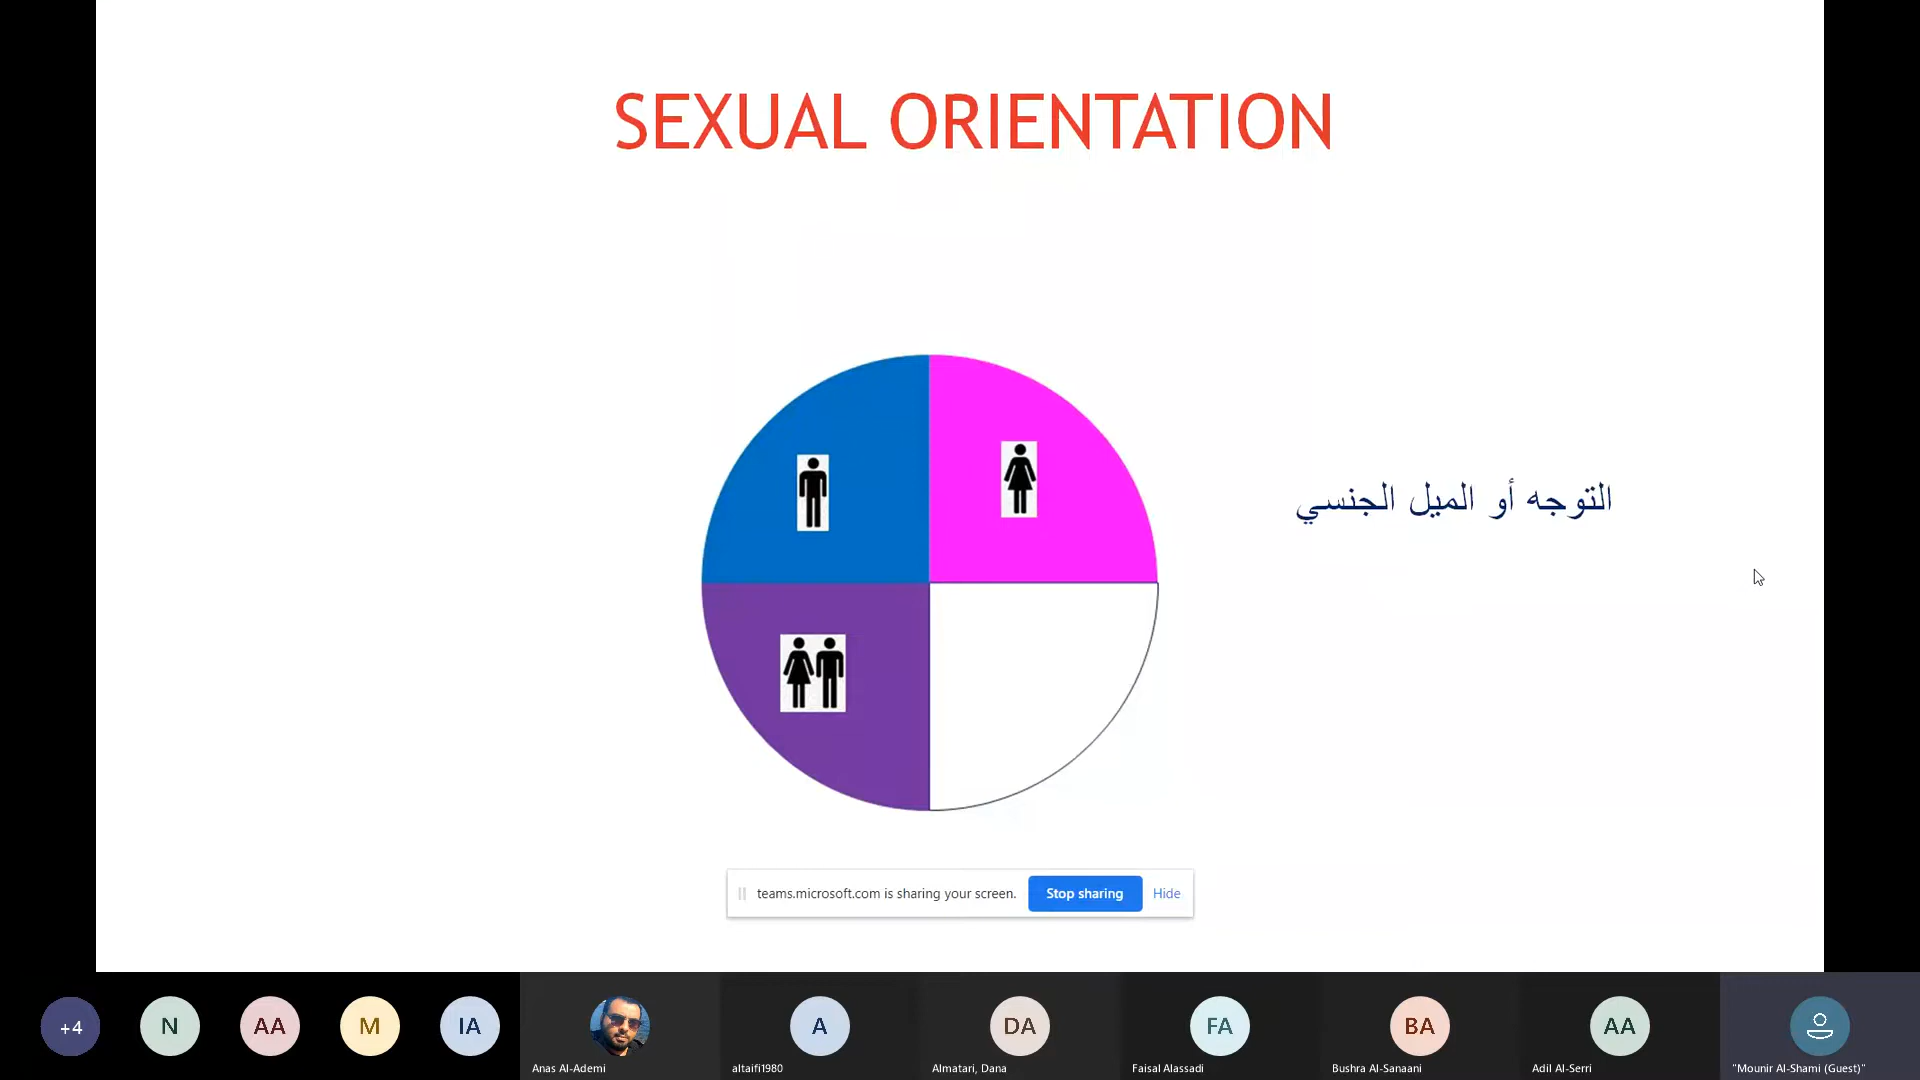 SEXUAL ORIENTATION
التوجه أو الميل الجنسي
teams.microsoft.com is sharing your screen. Stop sharing Hide
+4 N AA M IA A DA FA BA AA
Anas Al-Ademi altaifi1980 Almatari, Dana Faisal Alassadi Bushra Al-Sanaani Adil Al-Serri "Mounir Al-Shami (Guest)"